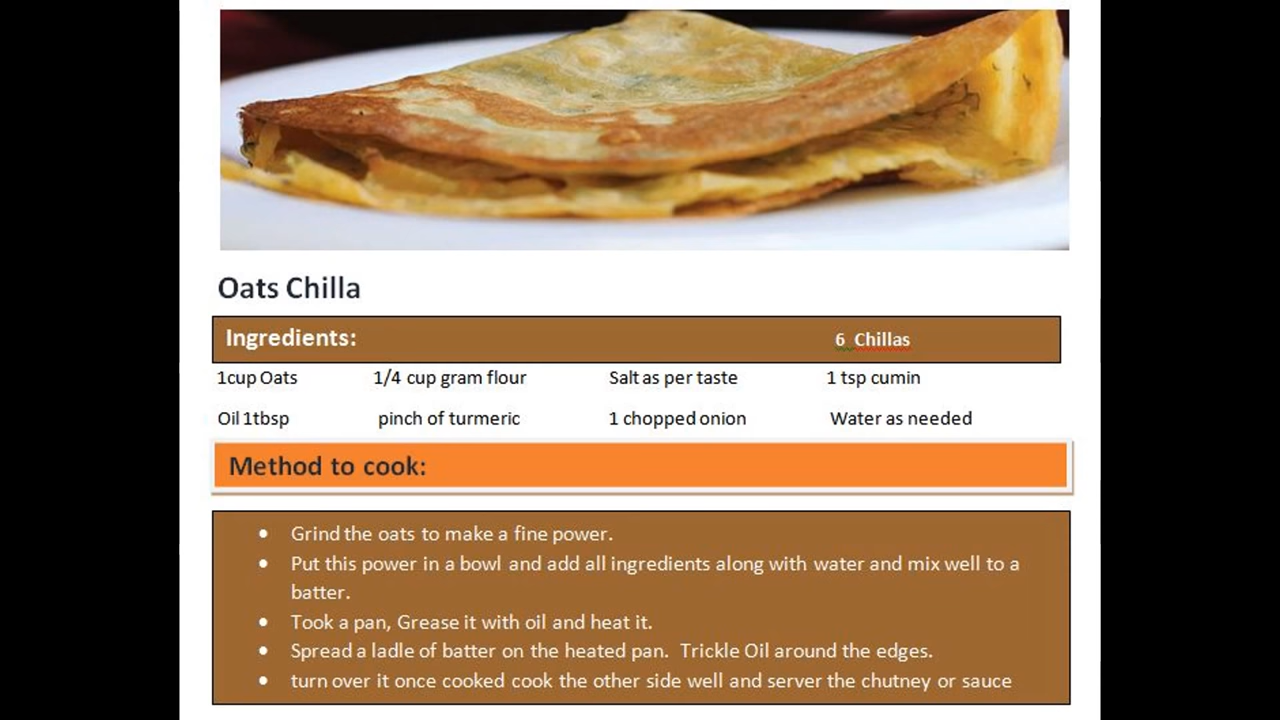 Oats Chilla
Ingredients: 6 Chillas
1cup Oats 1/4 cup gram flour Salt as per taste 1 tsp cumin
Oil 1tbsp pinch of turmeric 1 chopped onion Water as needed
Method to cook:
• Grind the oats to make a fine power.
• Put this power in a bowl and add all ingredients along with water and mix well to a
batter.
• Took a pan, Grease it with oil and heat it.
• Spread a ladle of batter on the heated pan. Trickle Oil around the edges.
• turn over it once cooked cook the other side well and server the chutney or sauce